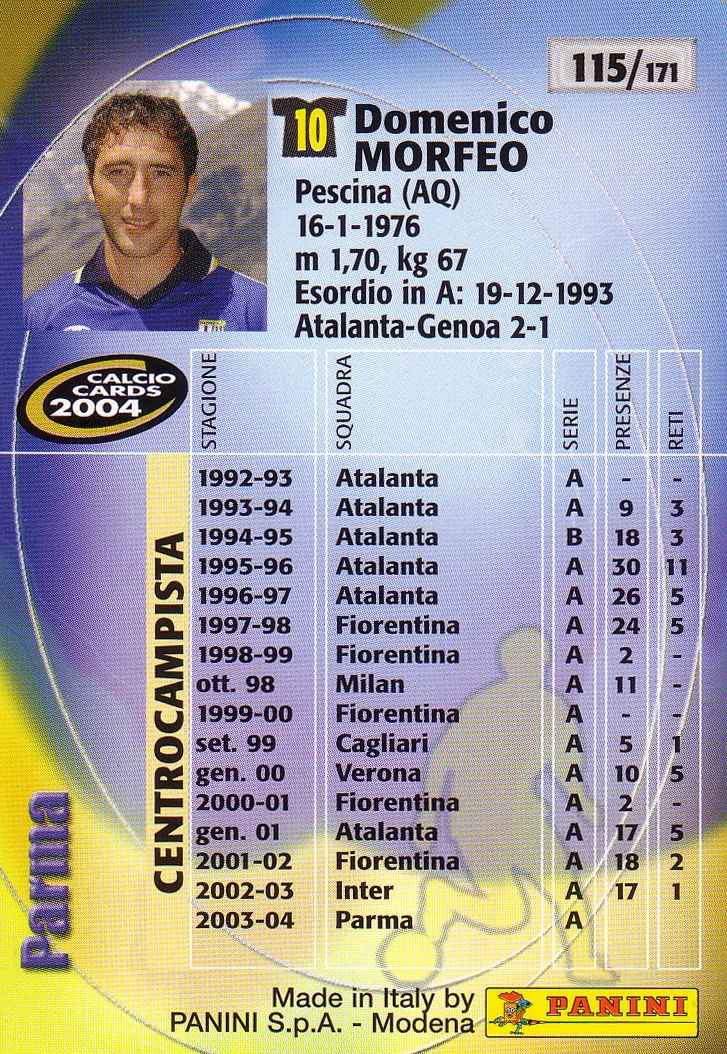 115/171
10 Domenico
MORFEO
Pescina (AQ)
16-1-1976
m 1,70, kg 67
Esordio in A: 19-12-1993
Atalanta-Genoa 2-1
CALCIO
CARDS
2004
STAGIONE SQUADRA SERIE PRESENZE RETI
1992-93 Atalanta A - -
1993-94 Atalanta A 9 3
1994-95 Atalanta B 18 3
1995-96 Atalanta A 30 11
1996-97 Atalanta A 26 5
1997-98 Fiorentina A 24 5
1998-99 Fiorentina A 2 -
ott. 98 Milan A 11 -
1999-00 Fiorentina A - -
set. 99 Cagliari A 5 1
gen. 00 Verona A 10 5
2000-01 Fiorentina A 2 -
gen. 01 Atalanta A 17 5
2001-02 Fiorentina A 18 2
2002-03 Inter A 17 1
2003-04 Parma A
CENTROCAMPISTA
Parma
Made in Italy by
PANINI S.p.A. - Modena
PANINI